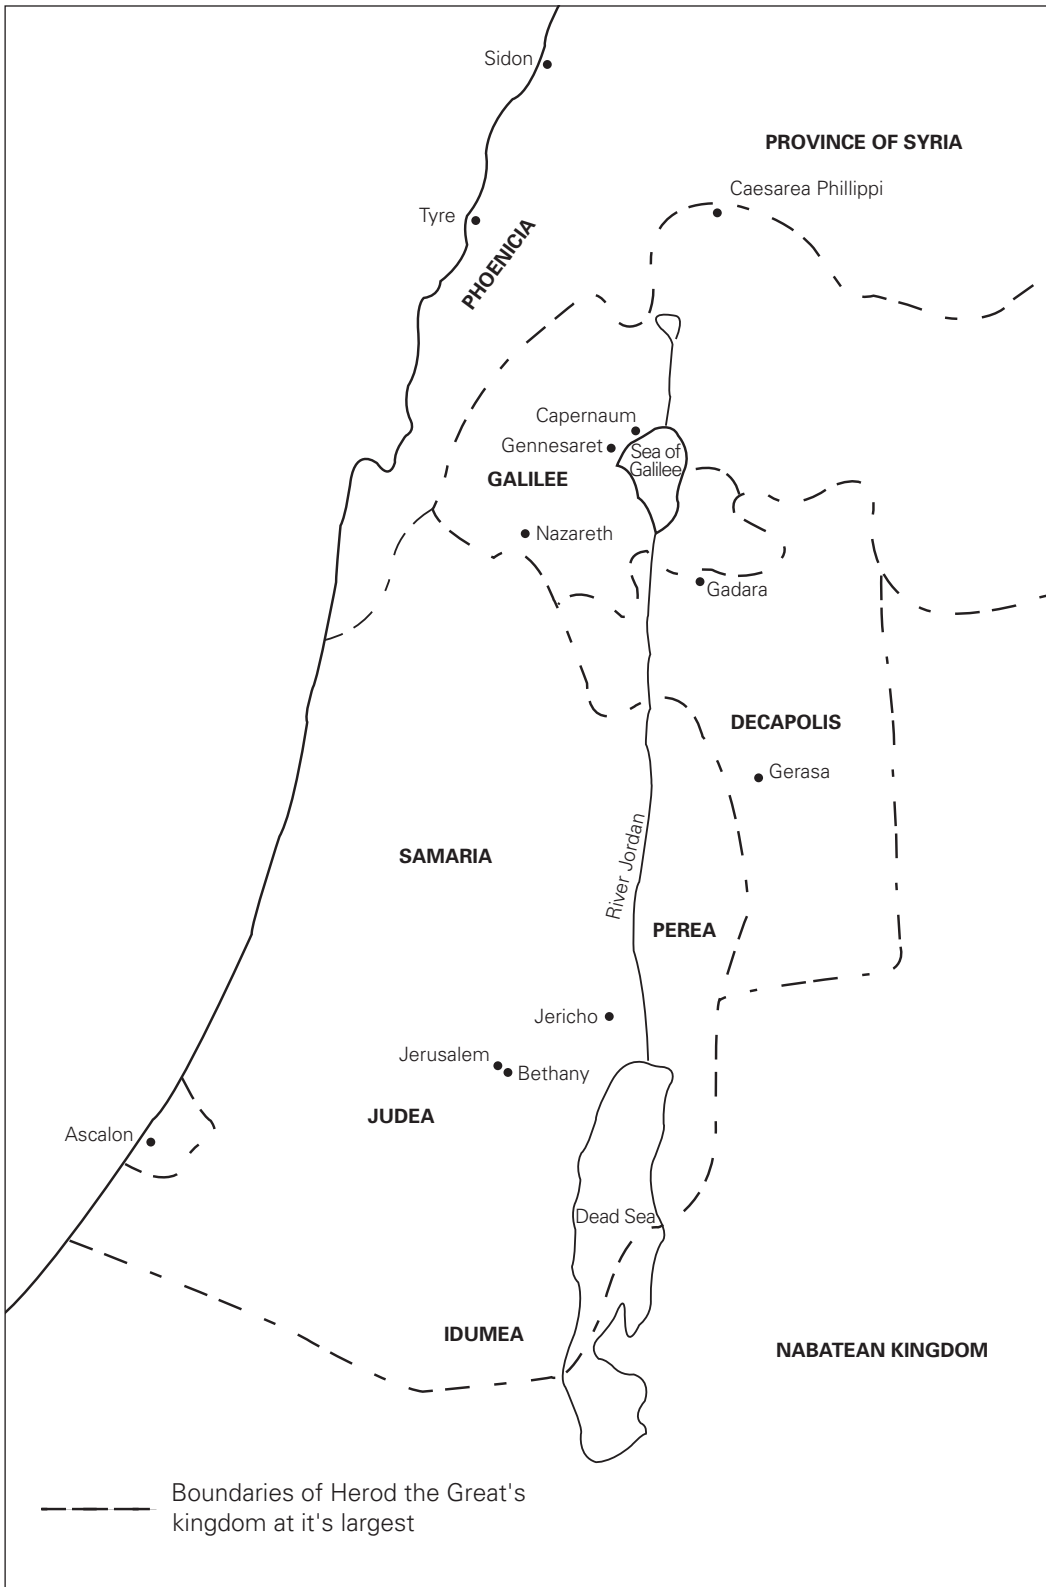 Sidon
PROVINCE OF SYRIA
Caesarea Phillippi
Tyre
PHOENICIA
Capernaum
Gennesaret
Sea of
Galilee
GALILEE
Nazareth
Gadara
DECAPOLIS
Gerasa
SAMARIA
River Jordan
PEREA
Jericho
Jerusalem
Bethany
JUDEA
Ascalon
Dead Sea
IDUMEA
NABATEAN KINGDOM
Boundaries of Herod the Great's
kingdom at it's largest